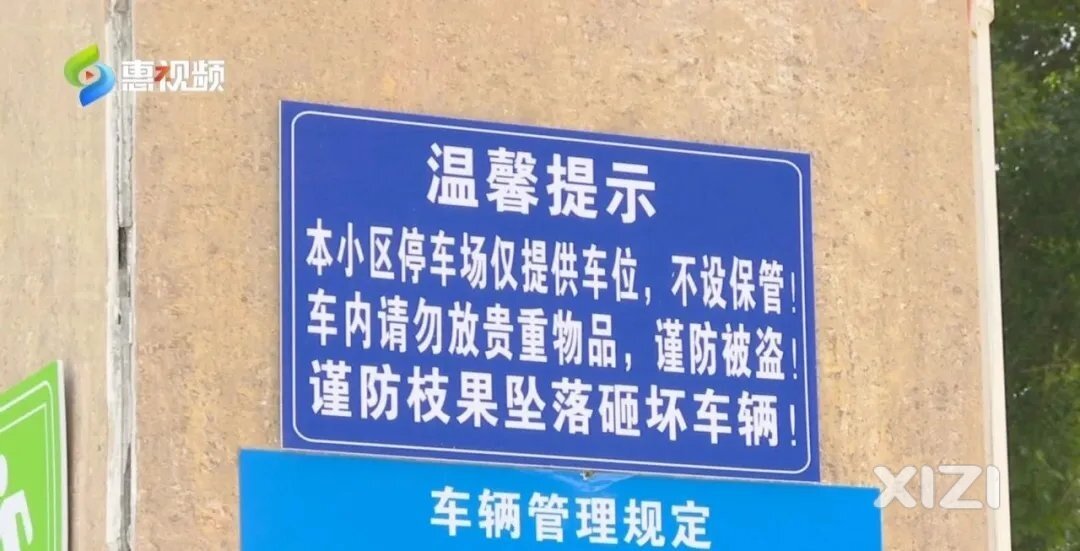 惠视频
温馨提示
本小区停车场仅提供车位，不设保管！
车内请勿放贵重物品，谨防被盗！
谨防枝果坠落砸坏车辆！
车辆管理规定
XIZI